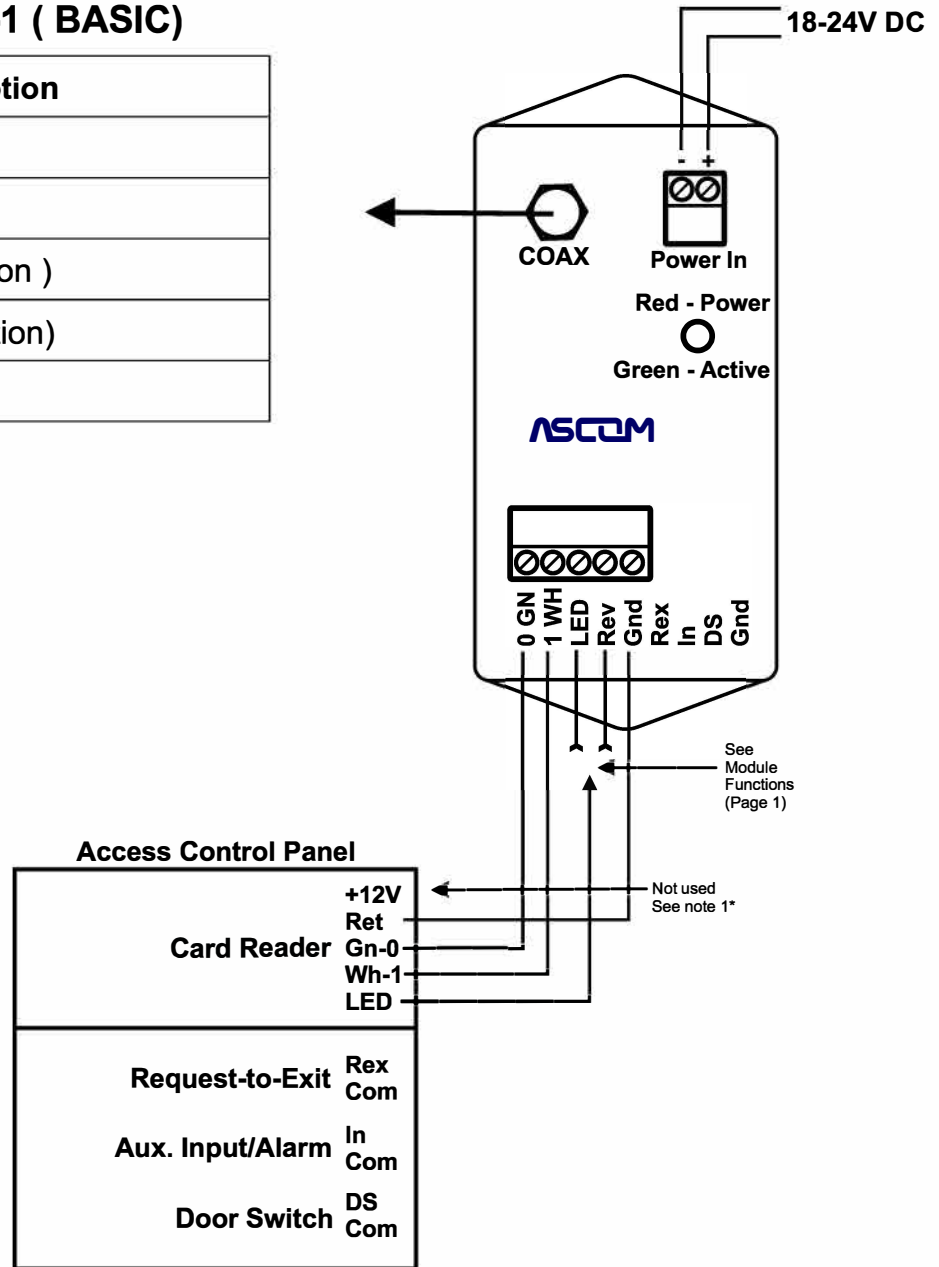 1 ( BASIC)
18-24V DC
tion
on )
ion)
- +
COAX
Power In
Red - Power
Green - Active
ASCOM
0 GN
1 WH
LED
Rev
Gnd
Rex
In
DS
Gnd
See
Module
Functions
(Page 1)
Access Control Panel
+12V
Not used
See note 1*
Ret
Card Reader Gn-0
Wh-1
LED
Request-to-Exit Rex
Com
Aux. Input/Alarm In
Com
Door Switch DS
Com